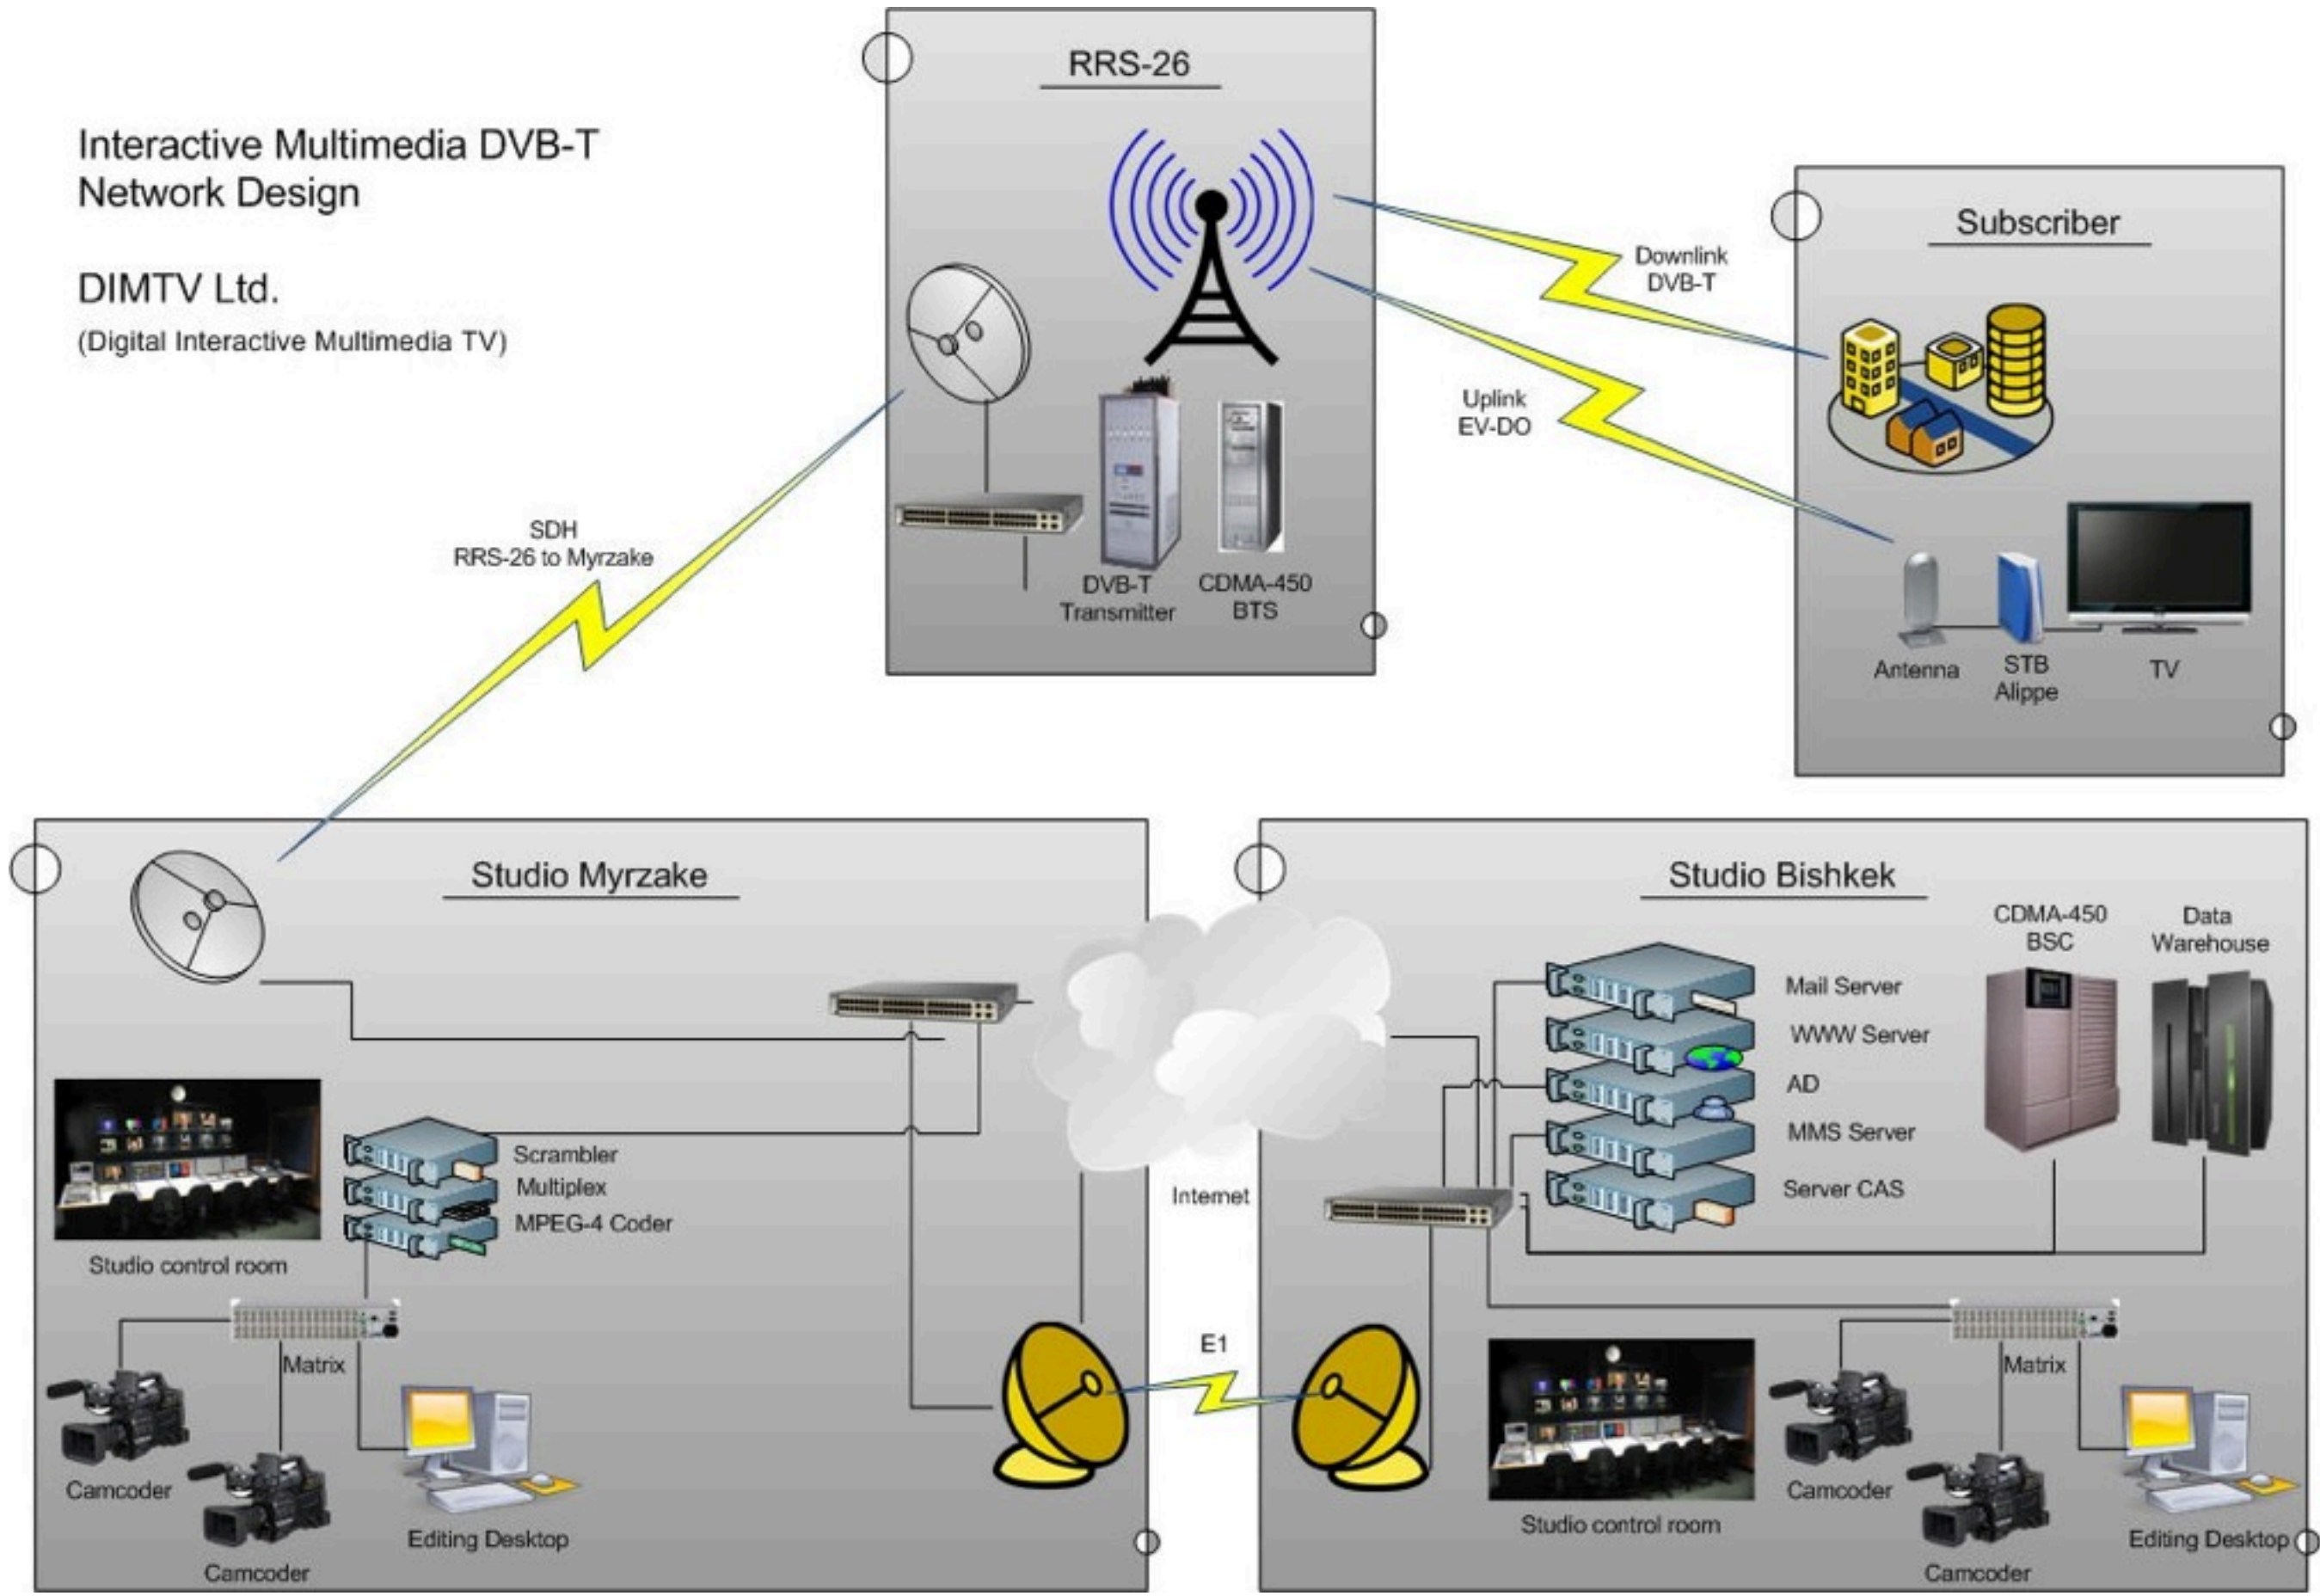 Interactive Multimedia DVB-T
Network Design
DIMTV Ltd.
(Digital Interactive Multimedia TV)
RRS-26
DVB-T
Transmitter
CDMA-450
BTS
Downlink
DVB-T
Uplink
EV-DO
Subscriber
Antenna
STB
Alippe
TV
SDH
RRS-26 to Myrzake
Studio Myrzake
Scrambler
Multiplex
MPEG-4 Coder
Studio control room
Matrix
Camcoder
Camcoder
Editing Desktop
Internet
E1
Studio Bishkek
CDMA-450
BSC
Data
Warehouse
Mail Server
WWW Server
AD
MMS Server
Server CAS
Studio control room
Matrix
Camcoder
Camcoder
Editing Desktop